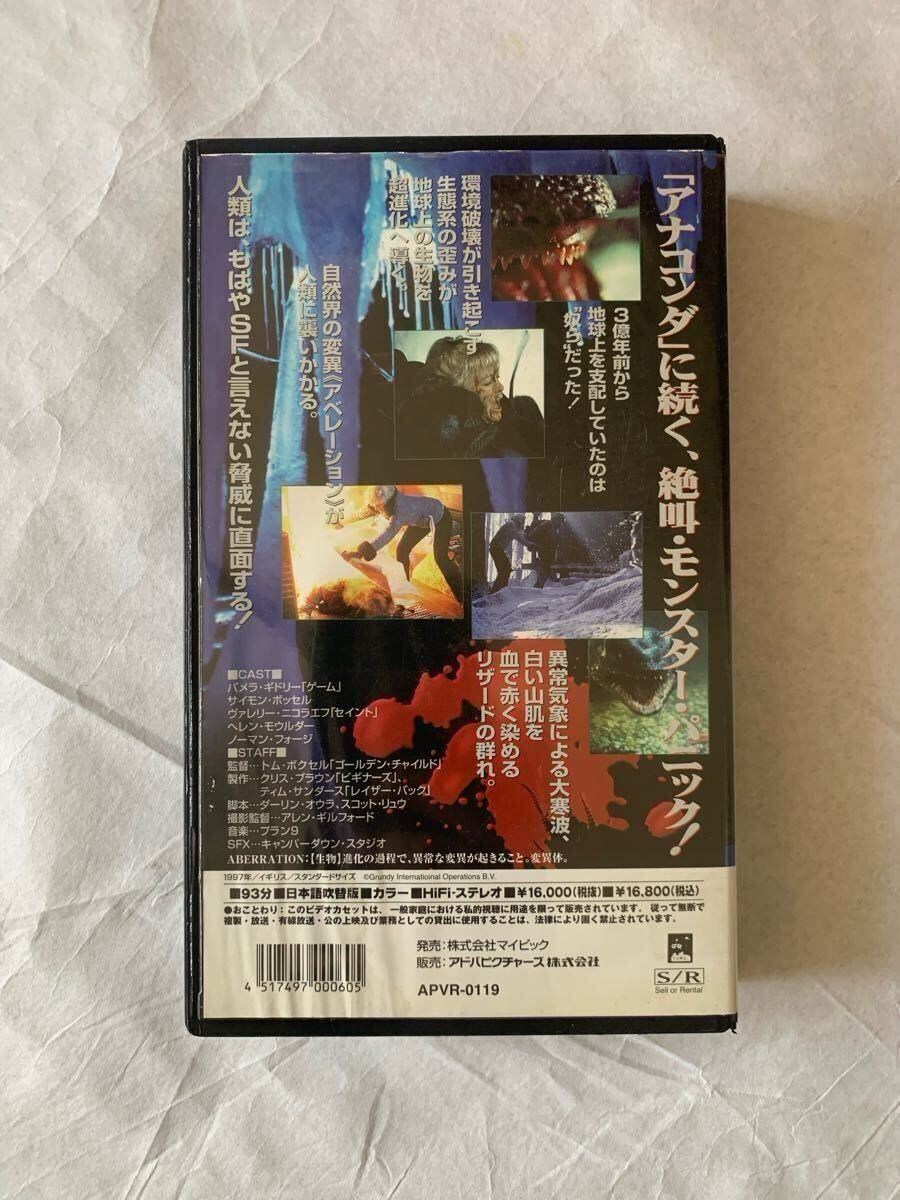 「アナコンダ」に続く、絶叫・モンスター・パニック!
3億年前から
地球上を支配していたのは
“奴ら”だった!
環境破壊が引き起こす
生態系の歪みが
地球上の生物を
超進化へ導く。
自然界の変異《アベレーション》が
人類に襲いかかる。
人類は、もはやSFと言えない脅威に直面する!
異常気象による大寒波、
白い山肌を
血で赤く染める
リザードの群れ。
■CAST■
パメラ・ギドリー「ゲーム」
サイモン・ボッセル
ヴァレリー・ニコラエフ「セイント」
ヘレン・モウルダー
ノーマン・フォージ
■STAFF■
監督…トム・ボクセル「ゴールデン・チャイルド」
製作…クリス・ブラウン「ビギナーズ」、
ティム・サンダース「レイザー・バック」
脚本…ダーリン・オウラ、スコット・リュウ
撮影監督…アレン・ギルフォード
音楽…プラン9
SFX…キャンバーダウン・スタジオ
ABERRATION:【生物】進化の過程で、異常な変異が起きること。変異体。
1997年/イギリス/スタンダードサイズ ©Grundy Internatioinal Operations B.V.
■93分■日本語吹替版■カラー■HiFi・ステレオ■¥16,000(税抜)■¥16,800(税込)
●おことわり:このビデオカセットは、一般家庭における私的視聴に用途を限って販売されています。従って無断で
複製・放送・有線放送・公の上映及び業務としての貸出に使用することは、法律により固く禁止されています。
発売:株式会社マイピック
販売:アドバピクチャーズ株式会社
APVR-0119
4 517497 000605
S/R
Sell or Rental